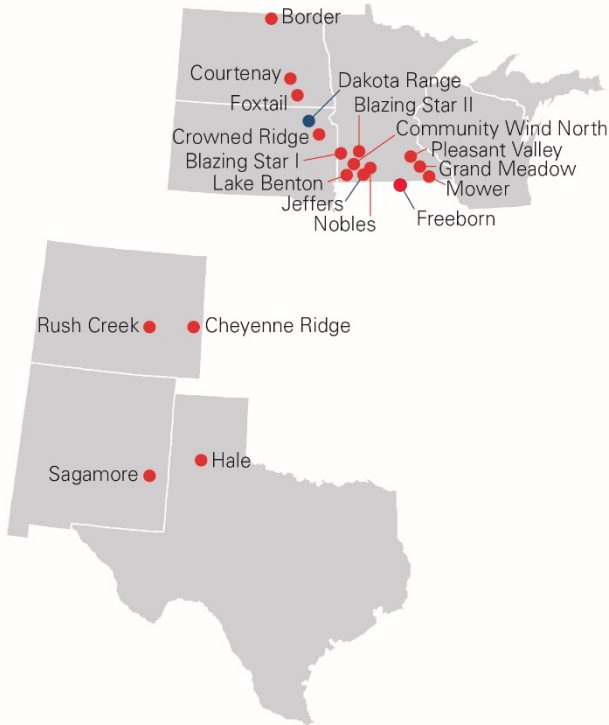 Border
Courtenay
Dakota Range
Foxtail
Blazing Star II
Community Wind North
Crowned Ridge
Pleasant Valley
Blazing Star I
Grand Meadow
Lake Benton
Mower
Jeffers
Freeborn
Nobles
Rush Creek
Cheyenne Ridge
Hale
Sagamore